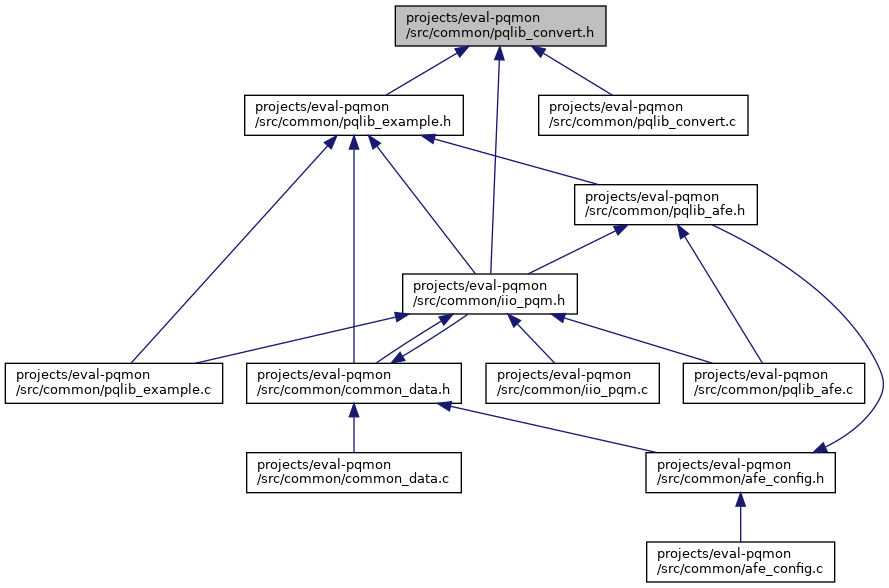 projects/eval-pqmon
/src/common/pqlib_convert.h
projects/eval-pqmon
/src/common/pqlib_example.h
projects/eval-pqmon
/src/common/pqlib_convert.c
projects/eval-pqmon
/src/common/pqlib_afe.h
projects/eval-pqmon
/src/common/iio_pqm.h
projects/eval-pqmon
/src/common/pqlib_example.c
projects/eval-pqmon
/src/common/common_data.h
projects/eval-pqmon
/src/common/iio_pqm.c
projects/eval-pqmon
/src/common/pqlib_afe.c
projects/eval-pqmon
/src/common/common_data.c
projects/eval-pqmon
/src/common/afe_config.h
projects/eval-pqmon
/src/common/afe_config.c